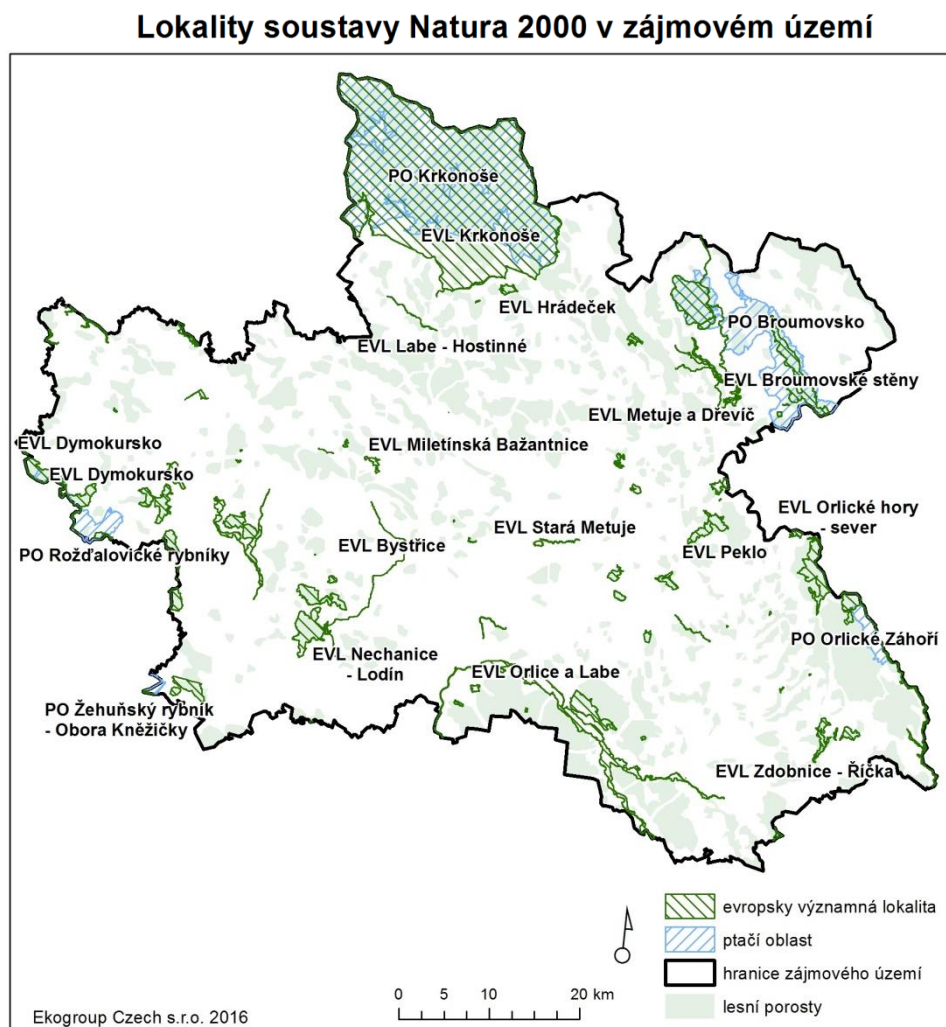 Lokality soustavy Natura 2000 v zájmovém území
PO Krkonoše
EVL Krkonoše
EVL Hrádeček
PO Broumovsko
EVL Labe - Hostinné
EVL Broumovské stěny
EVL Metuje a Dřevíč
EVL Dymokursko
EVL Miletínská Bažantnice
EVL Dymokursko
EVL Orlické hory
- sever
EVL Stará Metuje
EVL Bystřice
EVL Peklo
PO Rožďalovické rybníky
PO Orlické Záhoří
EVL Nechanice
- Lodín
EVL Orlice a Labe
PO Žehuňský rybník
- Obora Kněžičky
EVL Zdobnice - Říčka
evropsky významná lokalita
ptačí oblast
hranice zájmového území
lesní porosty
0 5 10 20 km
Ekogroup Czech s.r.o. 2016